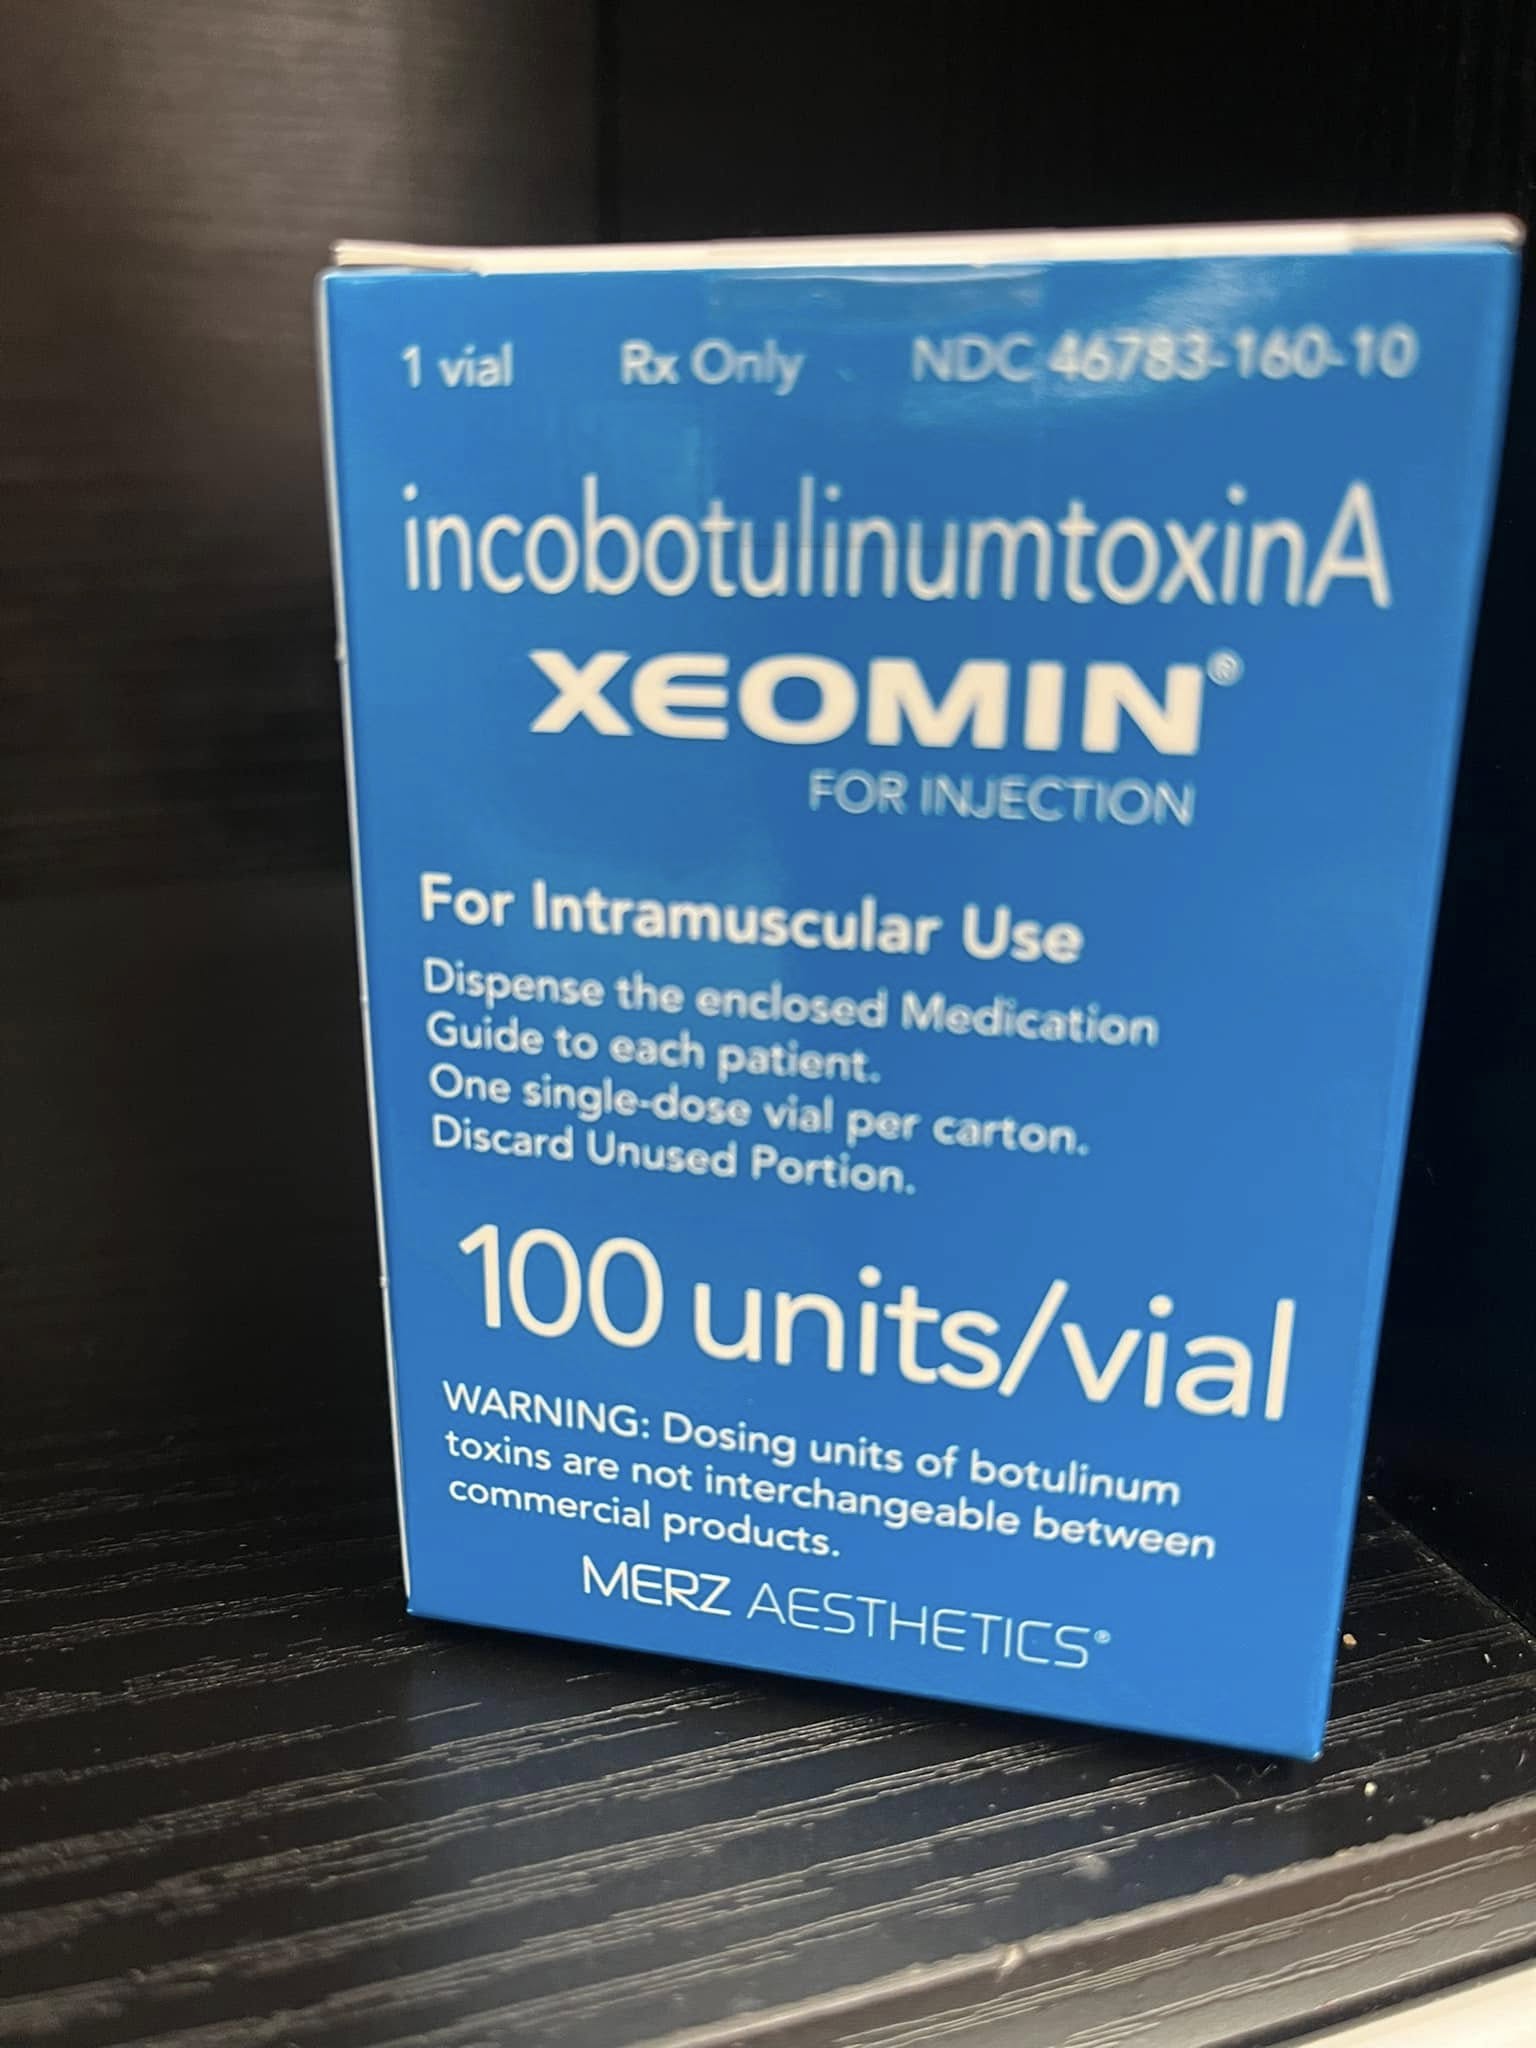 1 vial Rx Only NDC 46783-160-10
incobotulinumtoxinA
XEOMIN®
FOR INJECTION
For Intramuscular Use
Dispense the enclosed Medication
Guide to each patient.
One single-dose vial per carton.
Discard Unused Portion.
100 units/vial
WARNING: Dosing units of botulinum
toxins are not interchangeable between
commercial products.
MERZ AESTHETICS®